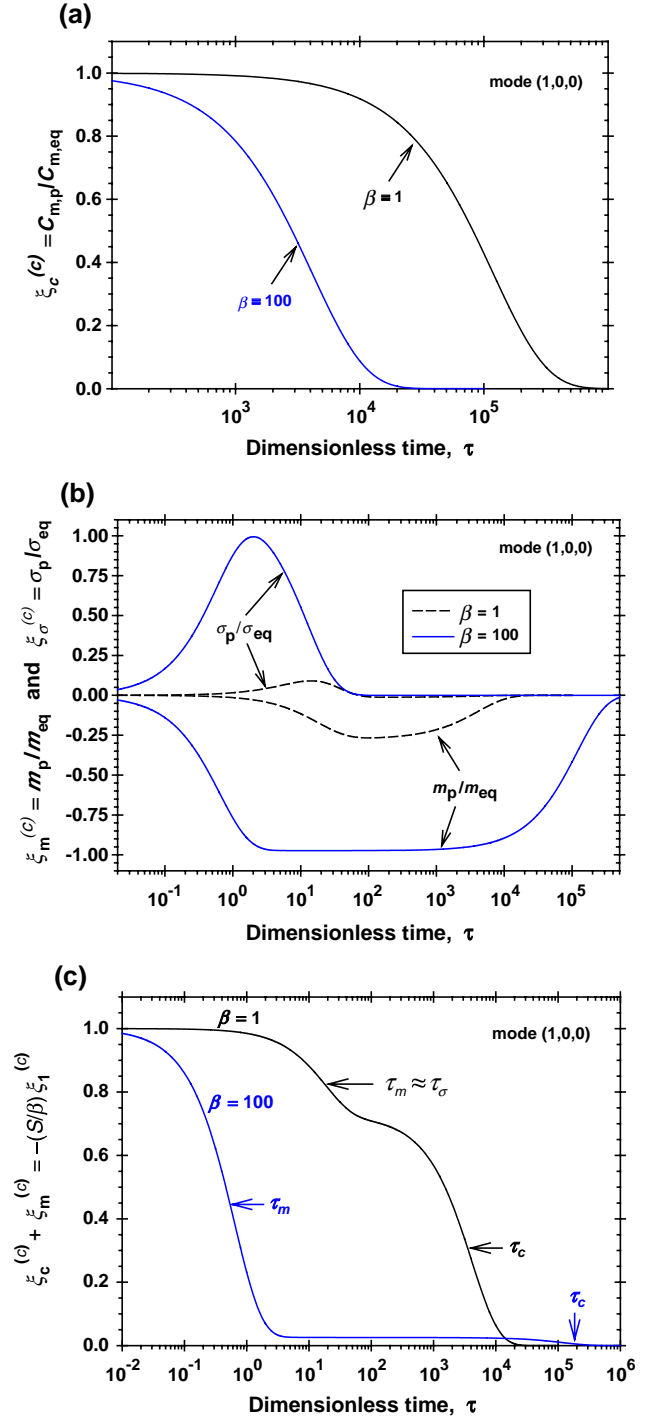 (a)
mode (1,0,0)
1.0
0.8
0.6
0.4
0.2
0.0
ξc(c) = Cm,p/Cm,eq
β = 1
β = 100
10³ 10⁴ 10⁵
Dimensionless time, τ
(b)
mode (1,0,0)
1.00
0.75
0.50
0.25
0.00
-0.25
-0.50
-0.75
-1.00
ξm(c) = mp/meq and ξσ(c) = σp/σeq
β = 1
β = 100
σp/σeq
mp/meq
10⁻¹ 10⁰ 10¹ 10² 10³ 10⁴ 10⁵
Dimensionless time, τ
(c)
β = 1
mode (1,0,0)
1.0
0.8
0.6
0.4
0.2
0.0
ξc(c) + ξm(c) = -(S/β) ξ1(c)
τm ≈ τσ
β = 100
τm
τc
τc
10⁻² 10⁻¹ 10⁰ 10¹ 10² 10³ 10⁴ 10⁵ 10⁶
Dimensionless time, τ